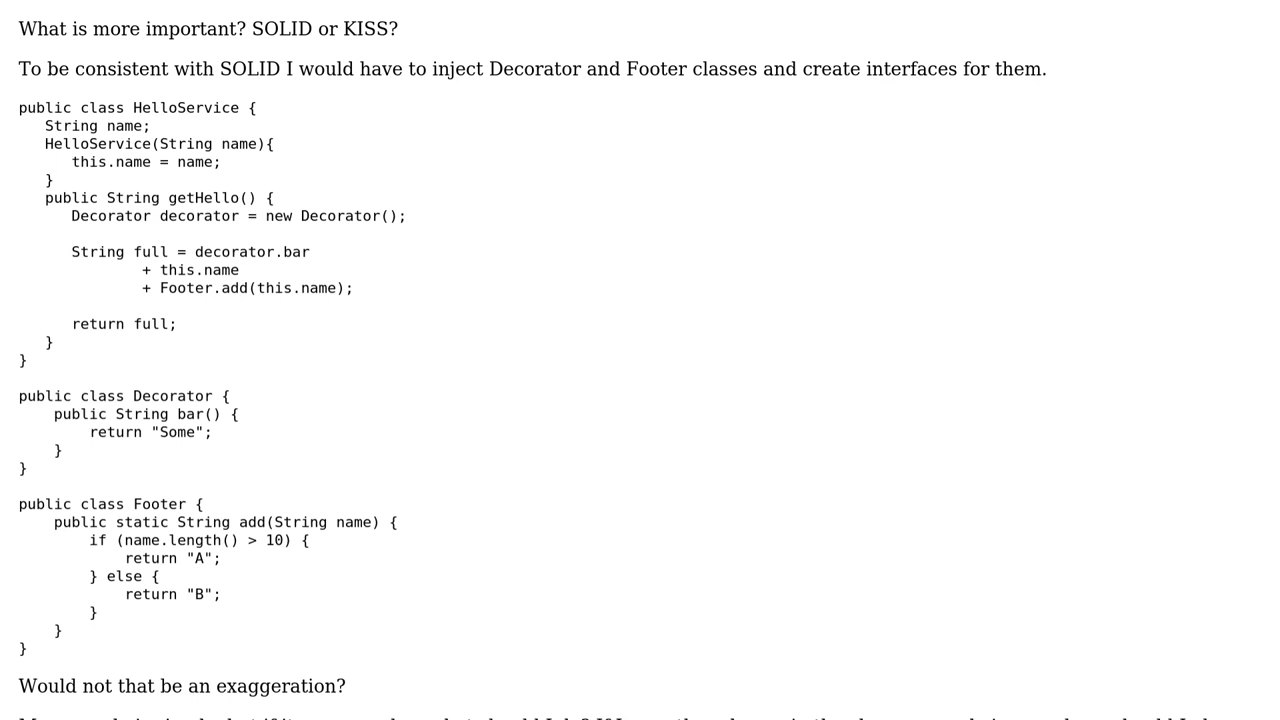 What is more important? SOLID or KISS?
To be consistent with SOLID I would have to inject Decorator and Footer classes and create interfaces for them.
public class HelloService {
   String name;
   HelloService(String name){
      this.name = name;
   }
   public String getHello() {
      Decorator decorator = new Decorator();
      String full = decorator.bar
              + this.name
              + Footer.add(this.name);
      return full;
   }
}
public class Decorator {
    public String bar() {
        return "Some";
    }
}
public class Footer {
    public static String add(String name) {
        if (name.length() > 10) {
            return "A";
        } else {
            return "B";
        }
    }
}
Would not that be an exaggeration?